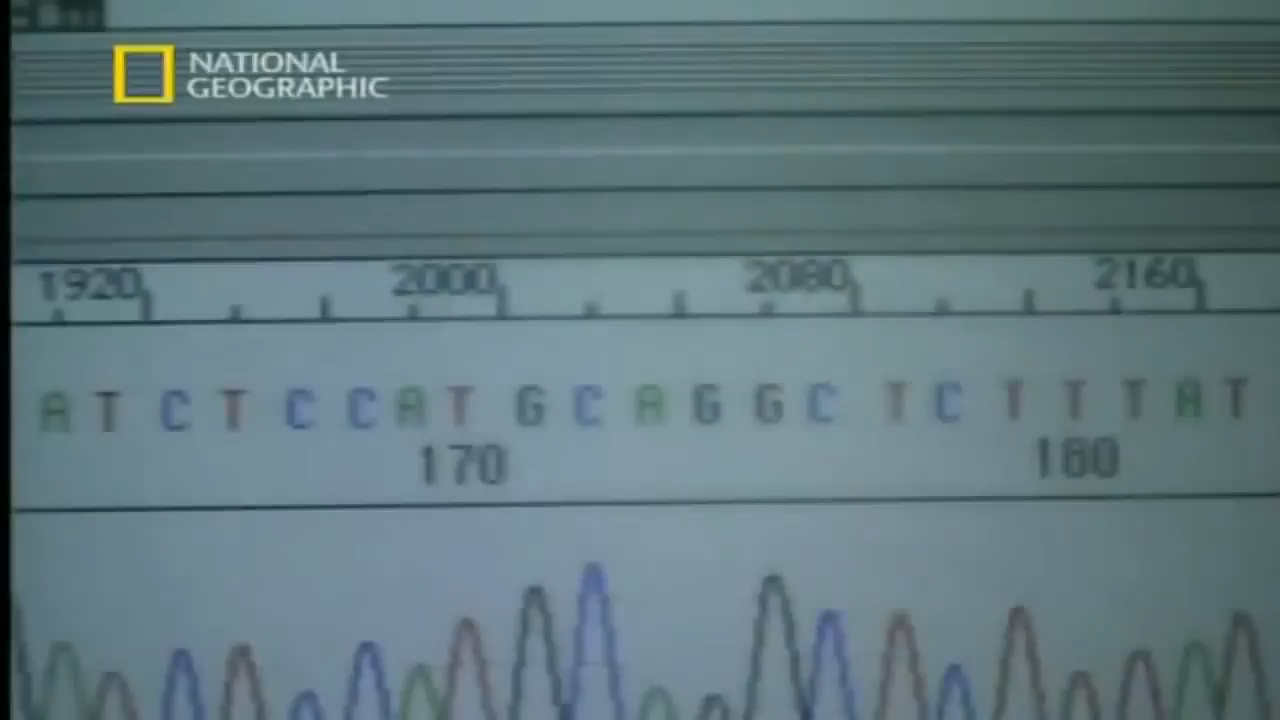 NATIONAL
GEOGRAPHIC
1920 2000 2080 2160
A T C T C C A T G C A G G C T C T T T A T
170 180